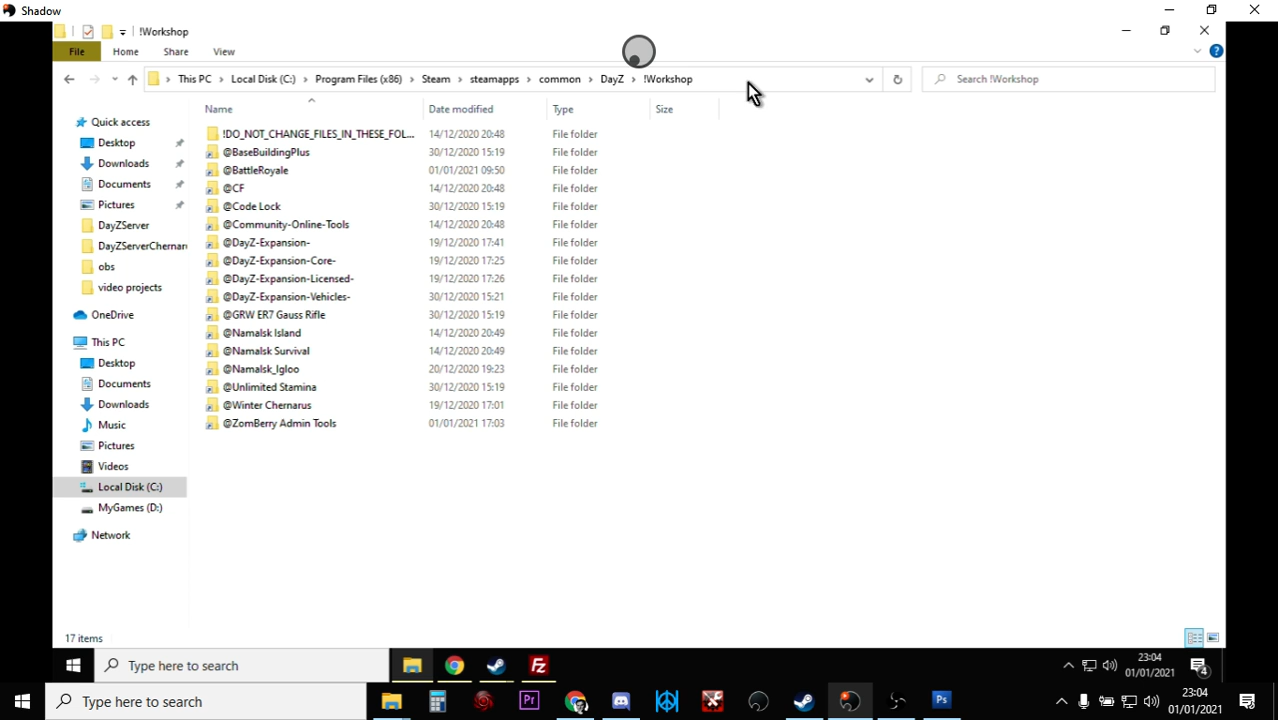 Shadow
!Workshop
File Home Share View
This PC Local Disk (C:) Program Files (x86) Steam steamapps common DayZ !Workshop
Search !Workshop
Name Date modified Type Size
!DO_NOT_CHANGE_FILES_IN_THESE_FOL... 14/12/2020 20:48 File folder
@BaseBuildingPlus 30/12/2020 15:19 File folder
@BattleRoyale 01/01/2021 09:50 File folder
@CF 14/12/2020 20:48 File folder
@Code Lock 30/12/2020 15:19 File folder
@Community-Online-Tools 14/12/2020 20:48 File folder
@DayZ-Expansion- 19/12/2020 17:41 File folder
@DayZ-Expansion-Core- 19/12/2020 17:25 File folder
@DayZ-Expansion-Licensed- 19/12/2020 17:26 File folder
@DayZ-Expansion-Vehicles- 30/12/2020 15:21 File folder
@GRW ER7 Gauss Rifle 30/12/2020 15:19 File folder
@Namalsk Island 14/12/2020 20:49 File folder
@Namalsk Survival 14/12/2020 20:49 File folder
@Namalsk_Igloo 20/12/2020 19:23 File folder
@Unlimited Stamina 30/12/2020 15:19 File folder
@Winter Chernarus 19/12/2020 17:01 File folder
@ZomBerry Admin Tools 01/01/2021 17:03 File folder
Quick access
Desktop
Downloads
Documents
Pictures
DayZServer
DayZServerChernaru
obs
video projects
OneDrive
This PC
Desktop
Documents
Downloads
Music
Pictures
Videos
Local Disk (C:)
MyGames (D:)
Network
17 items
Type here to search
Fz
23:04
01/01/2021
4
Type here to search
Pr
Ps
23:04
01/01/2021